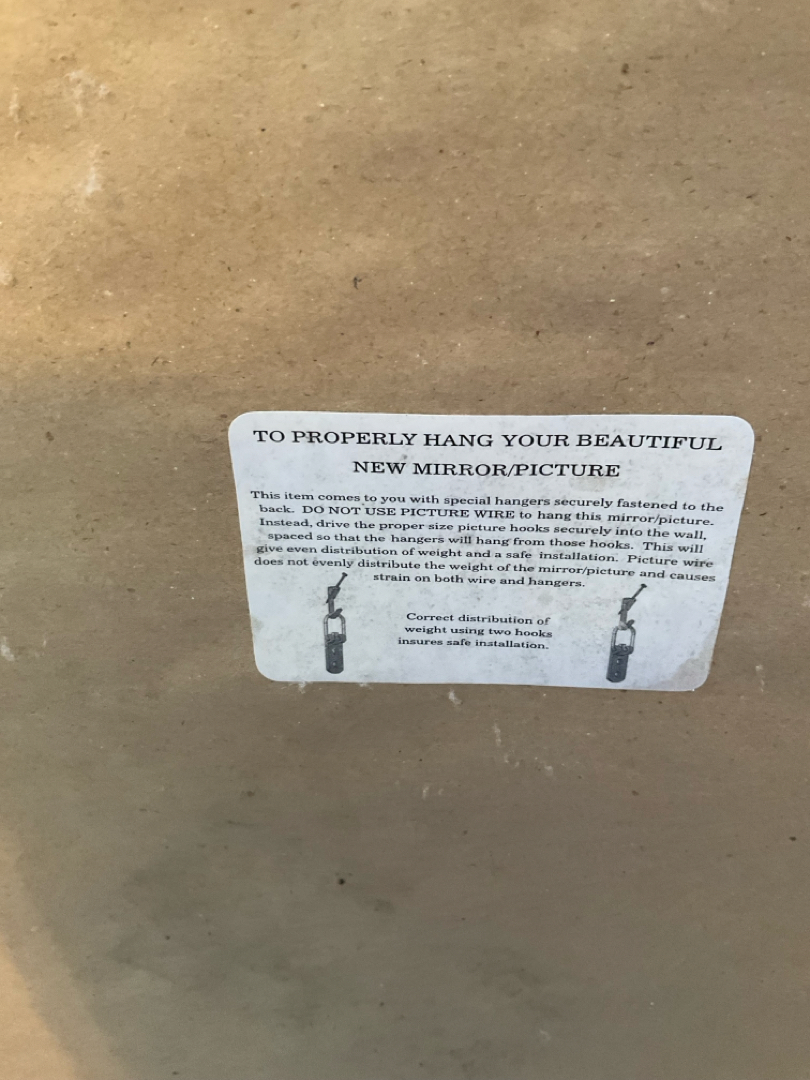 TO PROPERLY HANG YOUR BEAUTIFUL
NEW MIRROR/PICTURE
This item comes to you with special hangers securely fastened to the
back. DO NOT USE PICTURE WIRE to hang this mirror/picture.
Instead, drive the proper size picture hooks securely into the wall,
spaced so that the hangers will hang from those hooks. This will
give even distribution of weight and a safe installation. Picture wire
does not evenly distribute the weight of the mirror/picture and causes
strain on both wire and hangers.
Correct distribution of
weight using two hooks
insures safe installation.